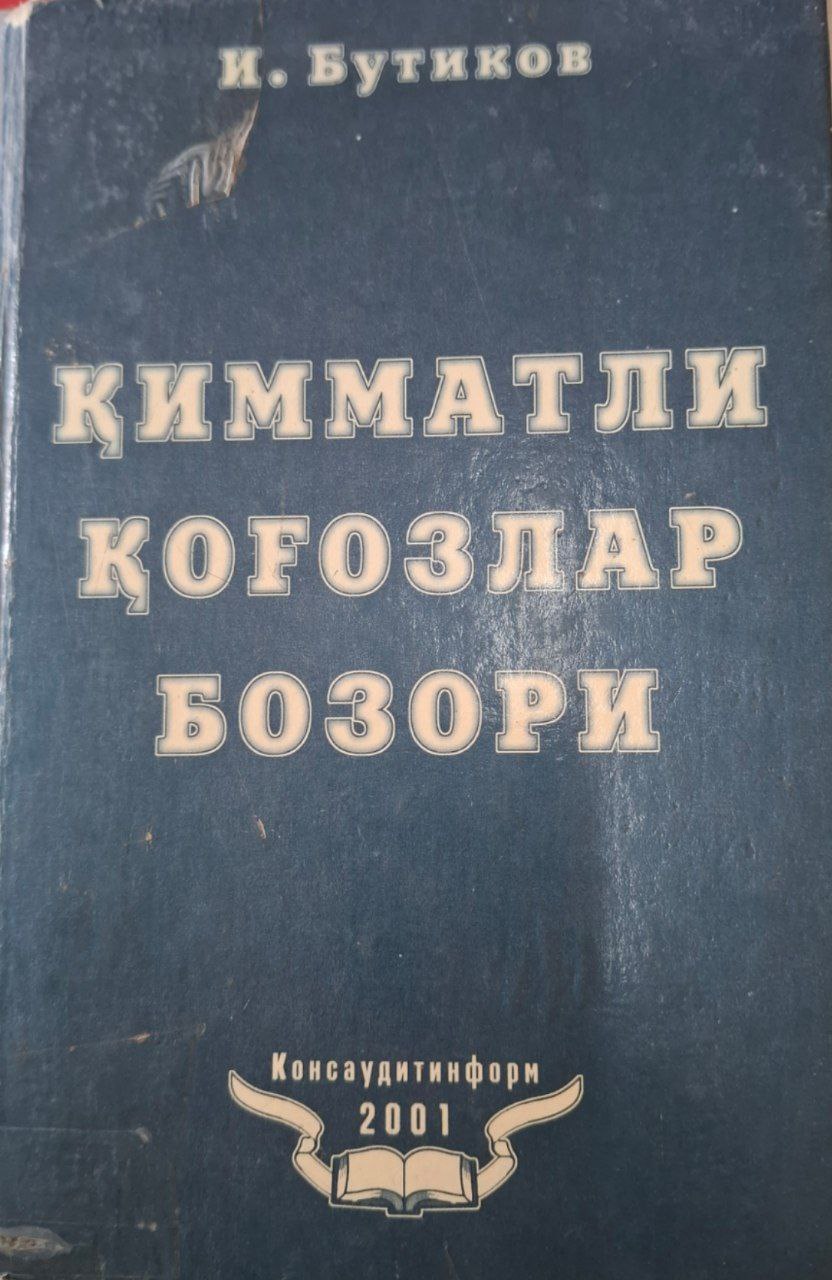 И. Бутиков
ҚИММАТЛИ
ҚОҒОЗЛАР
БОЗОРИ
Консаудитинформ
2001